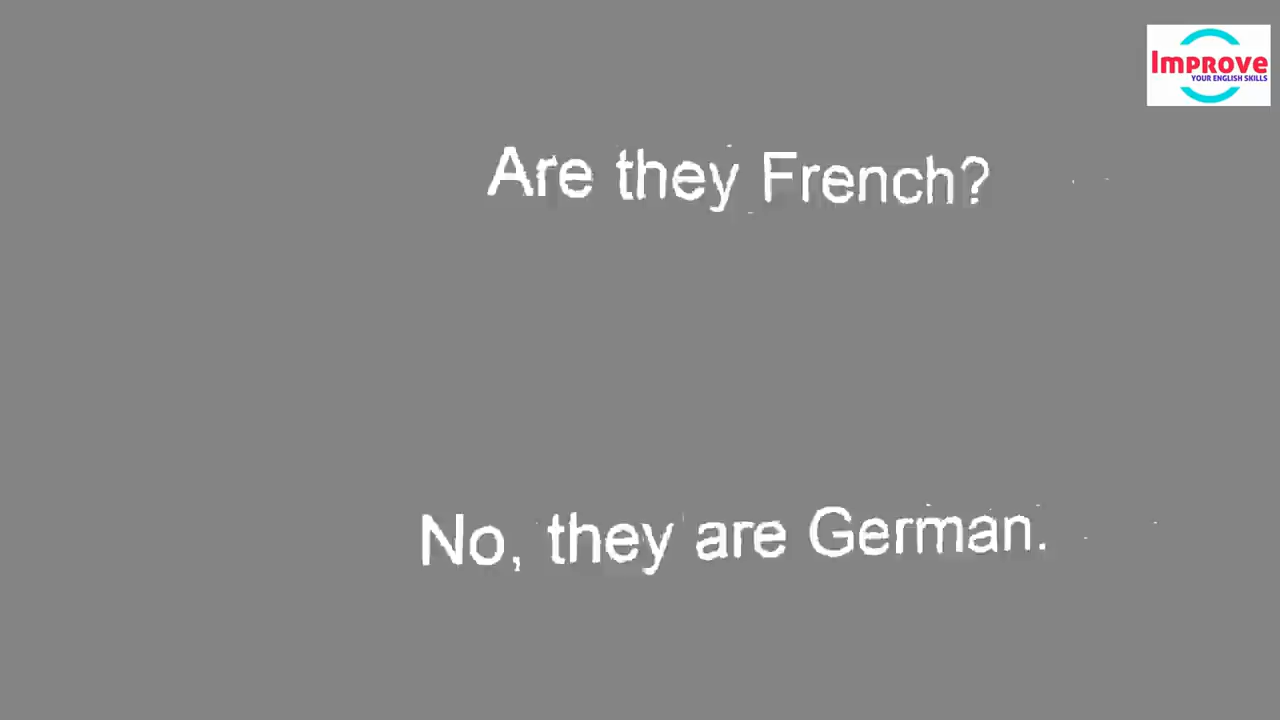 Improve
YOUR ENGLISH SKILLS
Are they French?
No, they are German.